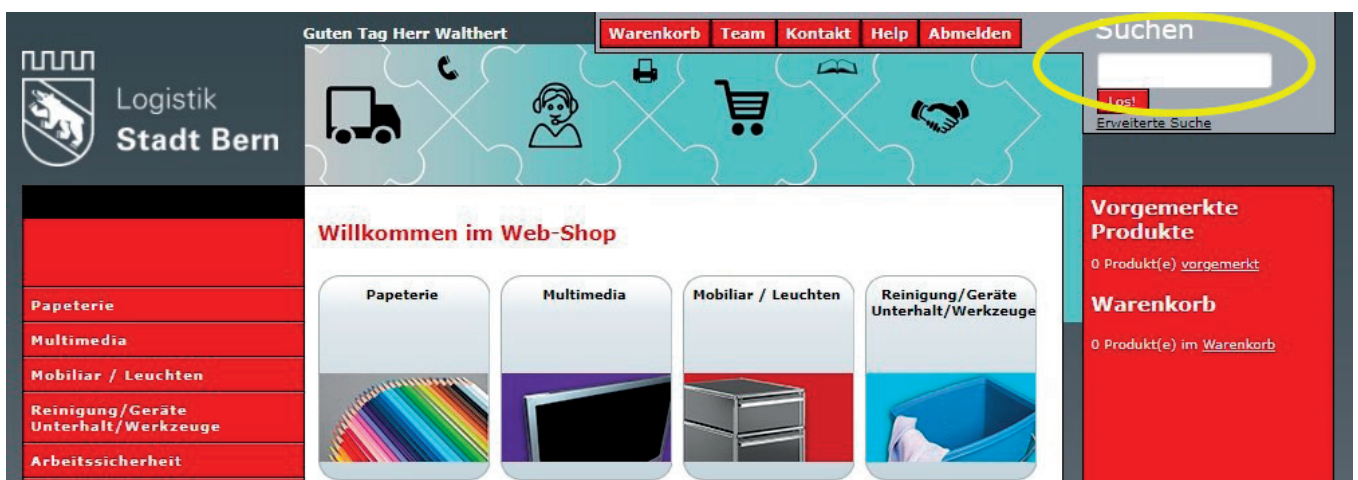 Guten Tag Herr Walthert
Warenkorb Team Kontakt Help Abmelden
Suchen
Los!
Erweiterte Suche
Logistik
Stadt Bern
Papeterie
Multimedia
Mobiliar / Leuchten
Reinigung/Geräte
Unterhalt/Werkzeuge
Arbeitssicherheit
Willkommen im Web-Shop
Papeterie
Multimedia
Mobiliar / Leuchten
Reinigung/Geräte
Unterhalt/Werkzeuge
Vorgemerkte
Produkte
0 Produkt(e) vorgemerkt
Warenkorb
0 Produkt(e) im Warenkorb